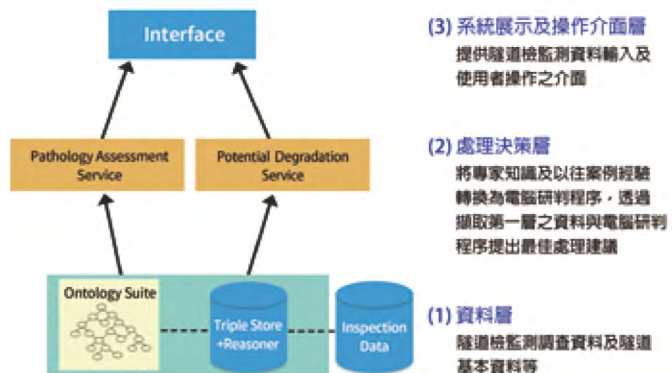 Interface
Pathology Assessment
Service
Potential Degradation
Service
Ontology Suite
Triple Store
+Reasoner
Inspection
Data
(3) 系統展示及操作介面層
提供隧道檢監測資料輸入及
使用者操作之介面
(2) 處理決策層
將專家知識及以往案例經驗
轉換為電腦研判程序，透過
擷取第一層之資料與電腦研判
程序提出最佳處理建議
(1) 資料層
隧道檢監測調查資料及隧道
基本資料等